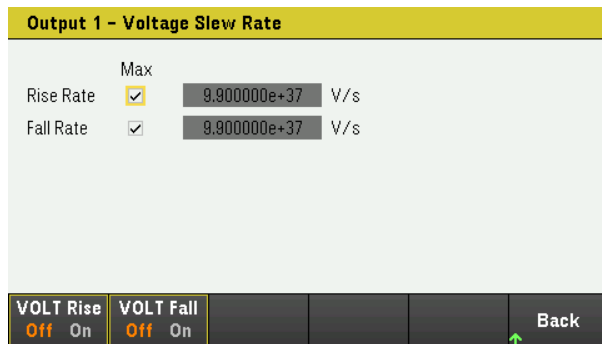 Output 1 – Voltage Slew Rate
Max
Rise Rate 9.900000e+37 V/s
Fall Rate 9.900000e+37 V/s
VOLT Rise VOLT Fall
Off On Off On Back